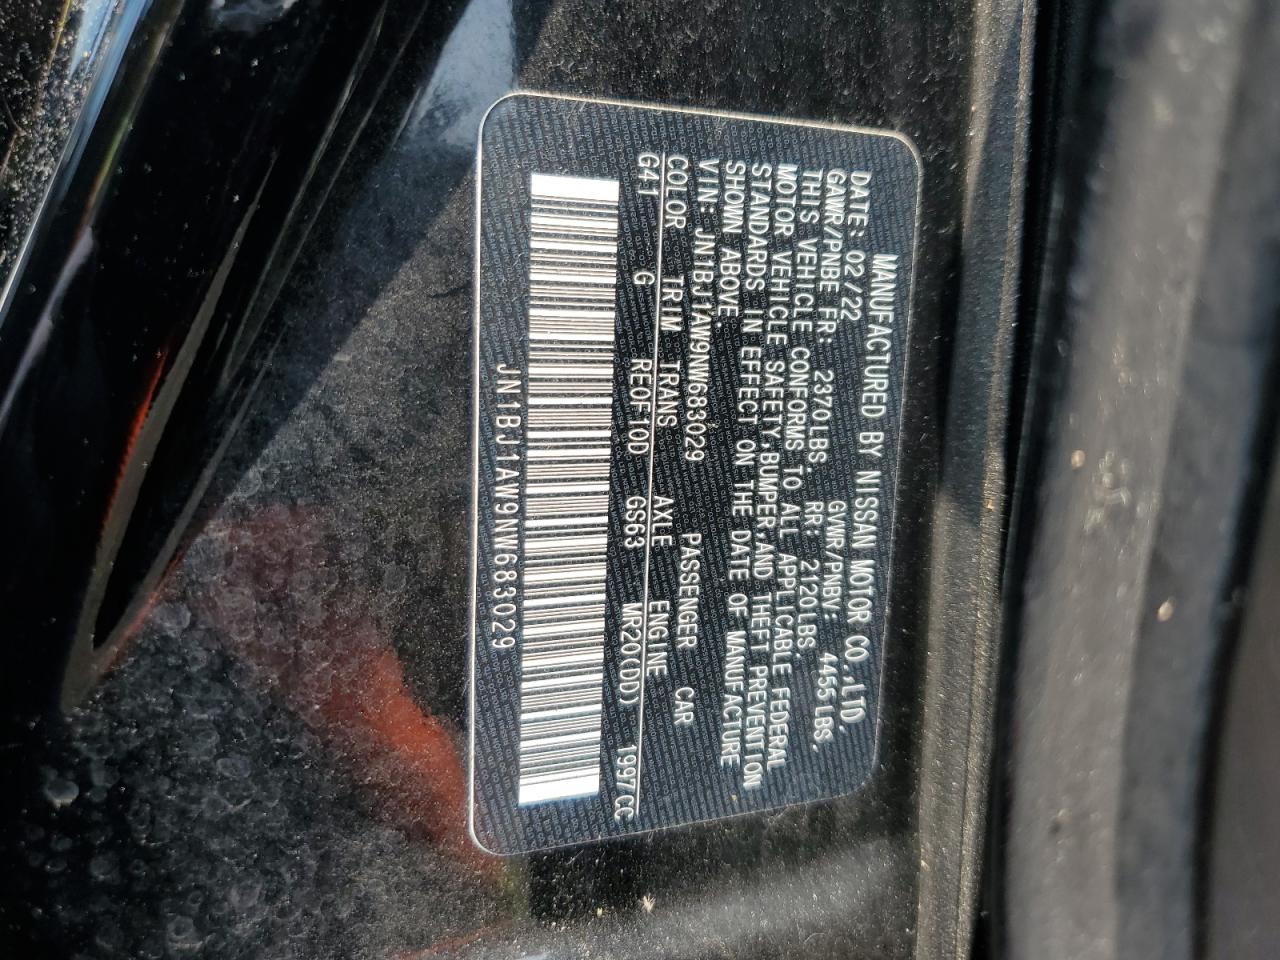 MANUFACTURED BY NISSAN MOTOR CO.,LTD.
DATE: 02/22 GVWR/PNBV: 4455LBS.
GAWR/PNBE FR: 2370LBS. RR: 2120LBS
THIS VEHICLE CONFORMS TO ALL APPLICABLE FEDERAL
MOTOR VEHICLE SAFETY,BUMPER,AND THEFT PREVENTION
STANDARDS IN EFFECT ON THE DATE OF MANUFACTURE
SHOWN ABOVE.
VIN: JN1BJ1AW9NW683029 PASSENGER CAR
COLOR TRIM TRANS AXLE ENGINE
G41 G RE0F10D GS63 MR20(DD) 1997CC
JN1BJ1AW9NW683029